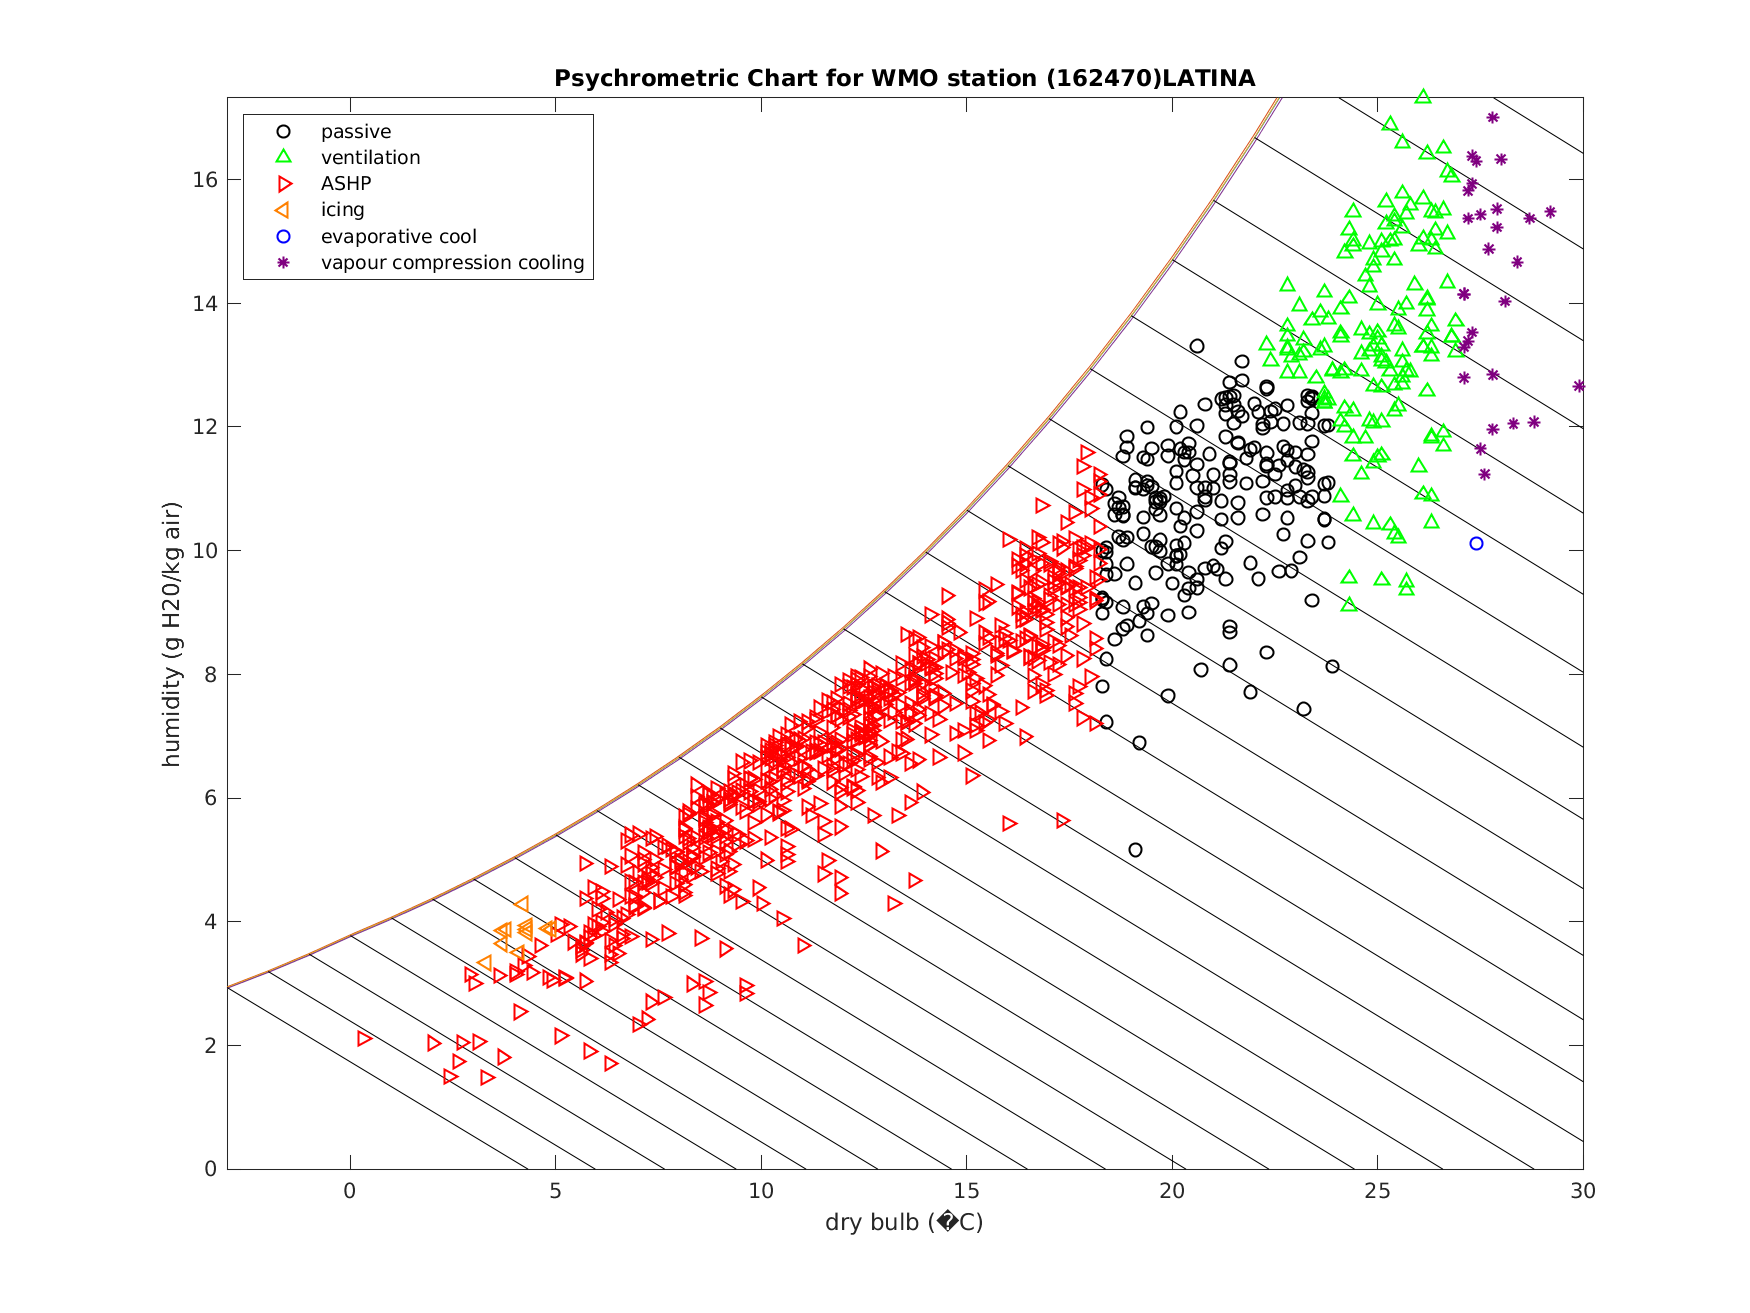 Psychrometric Chart for WMO station (162470)LATINA
passive
ventilation
ASHP
icing
evaporative cool
vapour compression cooling
humidity (g H20/kg air)
16
14
12
10
8
6
4
2
0
0 5 10 15 20 25 30
dry bulb (�C)